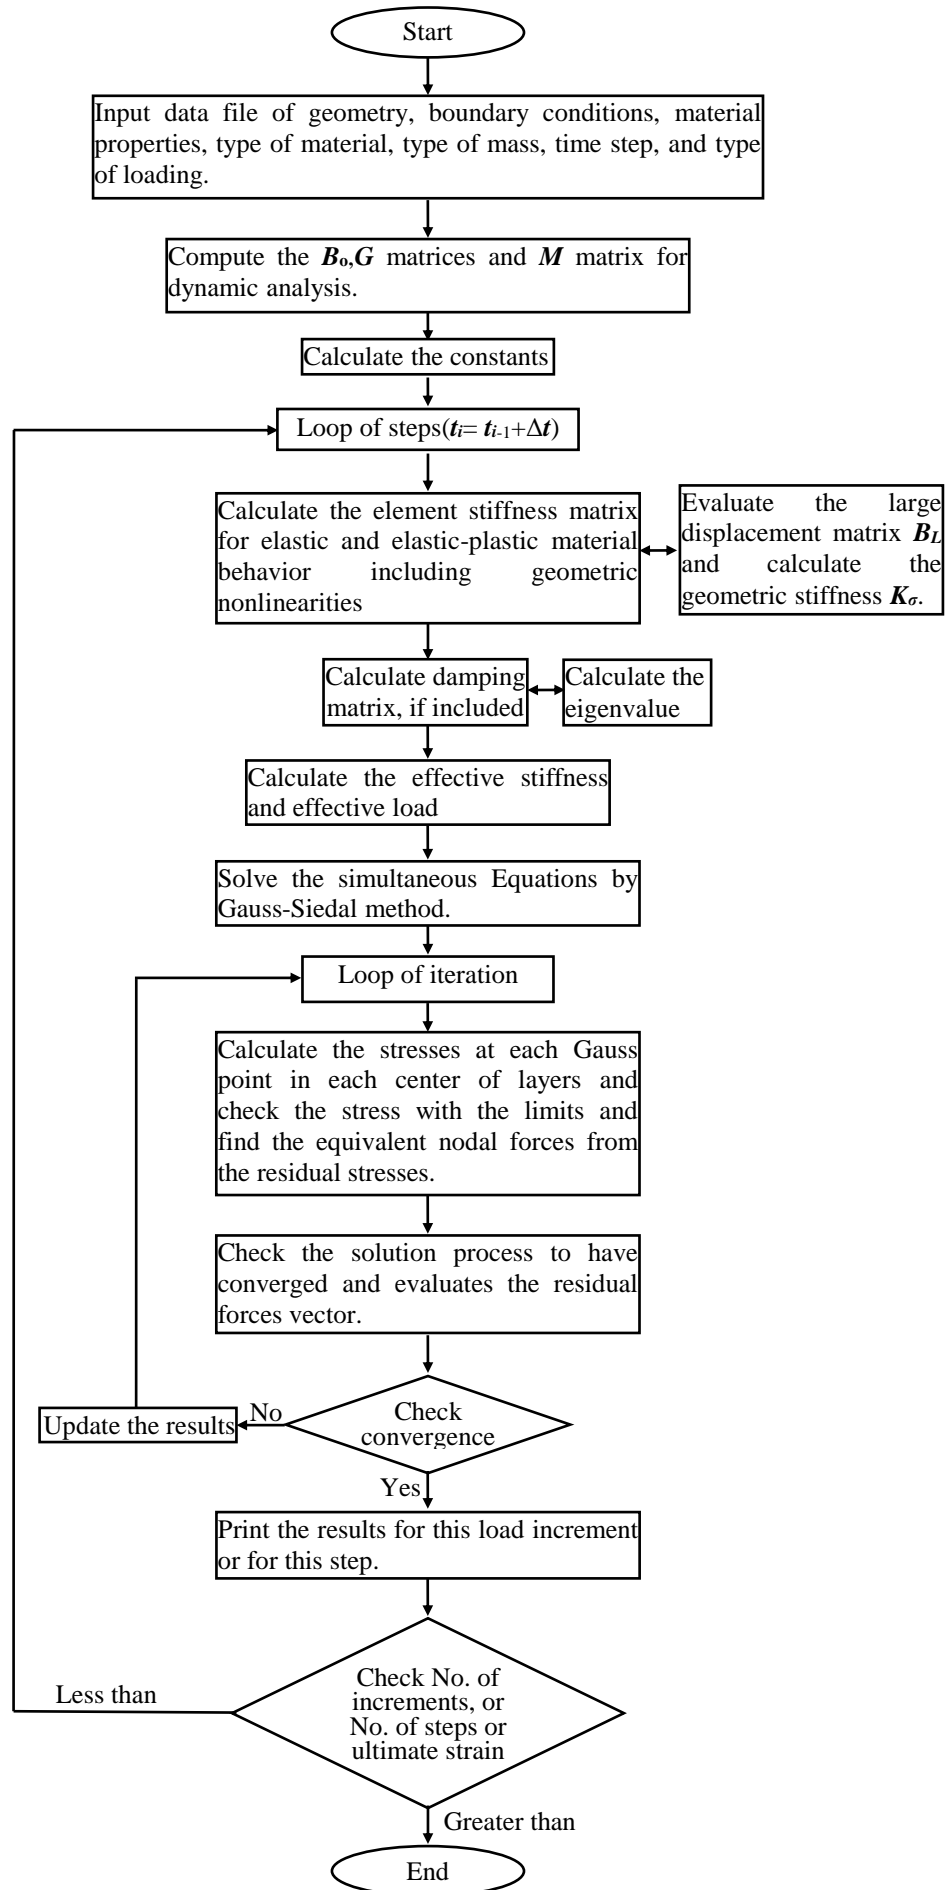 Start
Input data file of geometry, boundary conditions, material
properties, type of material, type of mass, time step, and type
of loading.
Compute the Bo,G matrices and M matrix for
dynamic analysis.
Calculate the constants
Loop of steps(ti= ti-1+Δt)
Calculate the element stiffness matrix
for elastic and elastic-plastic material
behavior including geometric
nonlinearities
Evaluate the large
displacement matrix BL
and calculate the
geometric stiffness Kσ.
Calculate damping
matrix, if included
Calculate the
eigenvalue
Calculate the effective stiffness
and effective load
Solve the simultaneous Equations by
Gauss-Siedal method.
Loop of iteration
Calculate the stresses at each Gauss
point in each center of layers and
check the stress with the limits and
find the equivalent nodal forces from
the residual stresses.
Check the solution process to have
converged and evaluates the residual
forces vector.
Check
convergence
No
Update the results
Yes
Print the results for this load increment
or for this step.
Check No. of
increments, or
No. of steps or
ultimate strain
Less than
Greater than
End